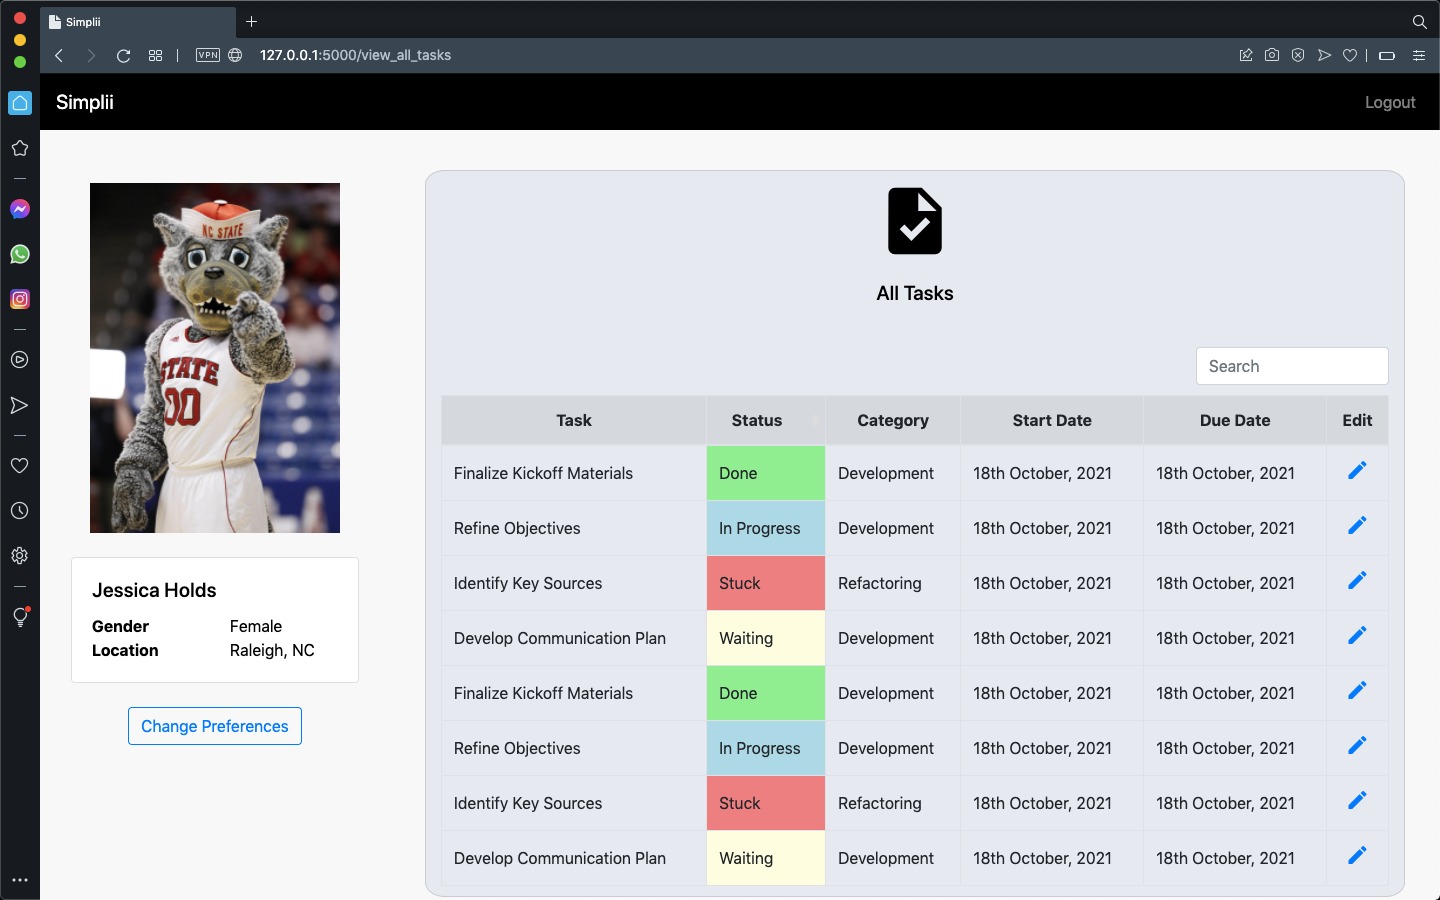 Simplii
VPN 127.0.0.1:5000/view_all_tasks
Simplii Logout
NC STATE
STATE
00
Jessica Holds
Gender Female
Location Raleigh, NC
Change Preferences
All Tasks
Search
Task Status Category Start Date Due Date Edit
Finalize Kickoff Materials Done Development 18th October, 2021 18th October, 2021
Refine Objectives In Progress Development 18th October, 2021 18th October, 2021
Identify Key Sources Stuck Refactoring 18th October, 2021 18th October, 2021
Develop Communication Plan Waiting Development 18th October, 2021 18th October, 2021
Finalize Kickoff Materials Done Development 18th October, 2021 18th October, 2021
Refine Objectives In Progress Development 18th October, 2021 18th October, 2021
Identify Key Sources Stuck Refactoring 18th October, 2021 18th October, 2021
Develop Communication Plan Waiting Development 18th October, 2021 18th October, 2021